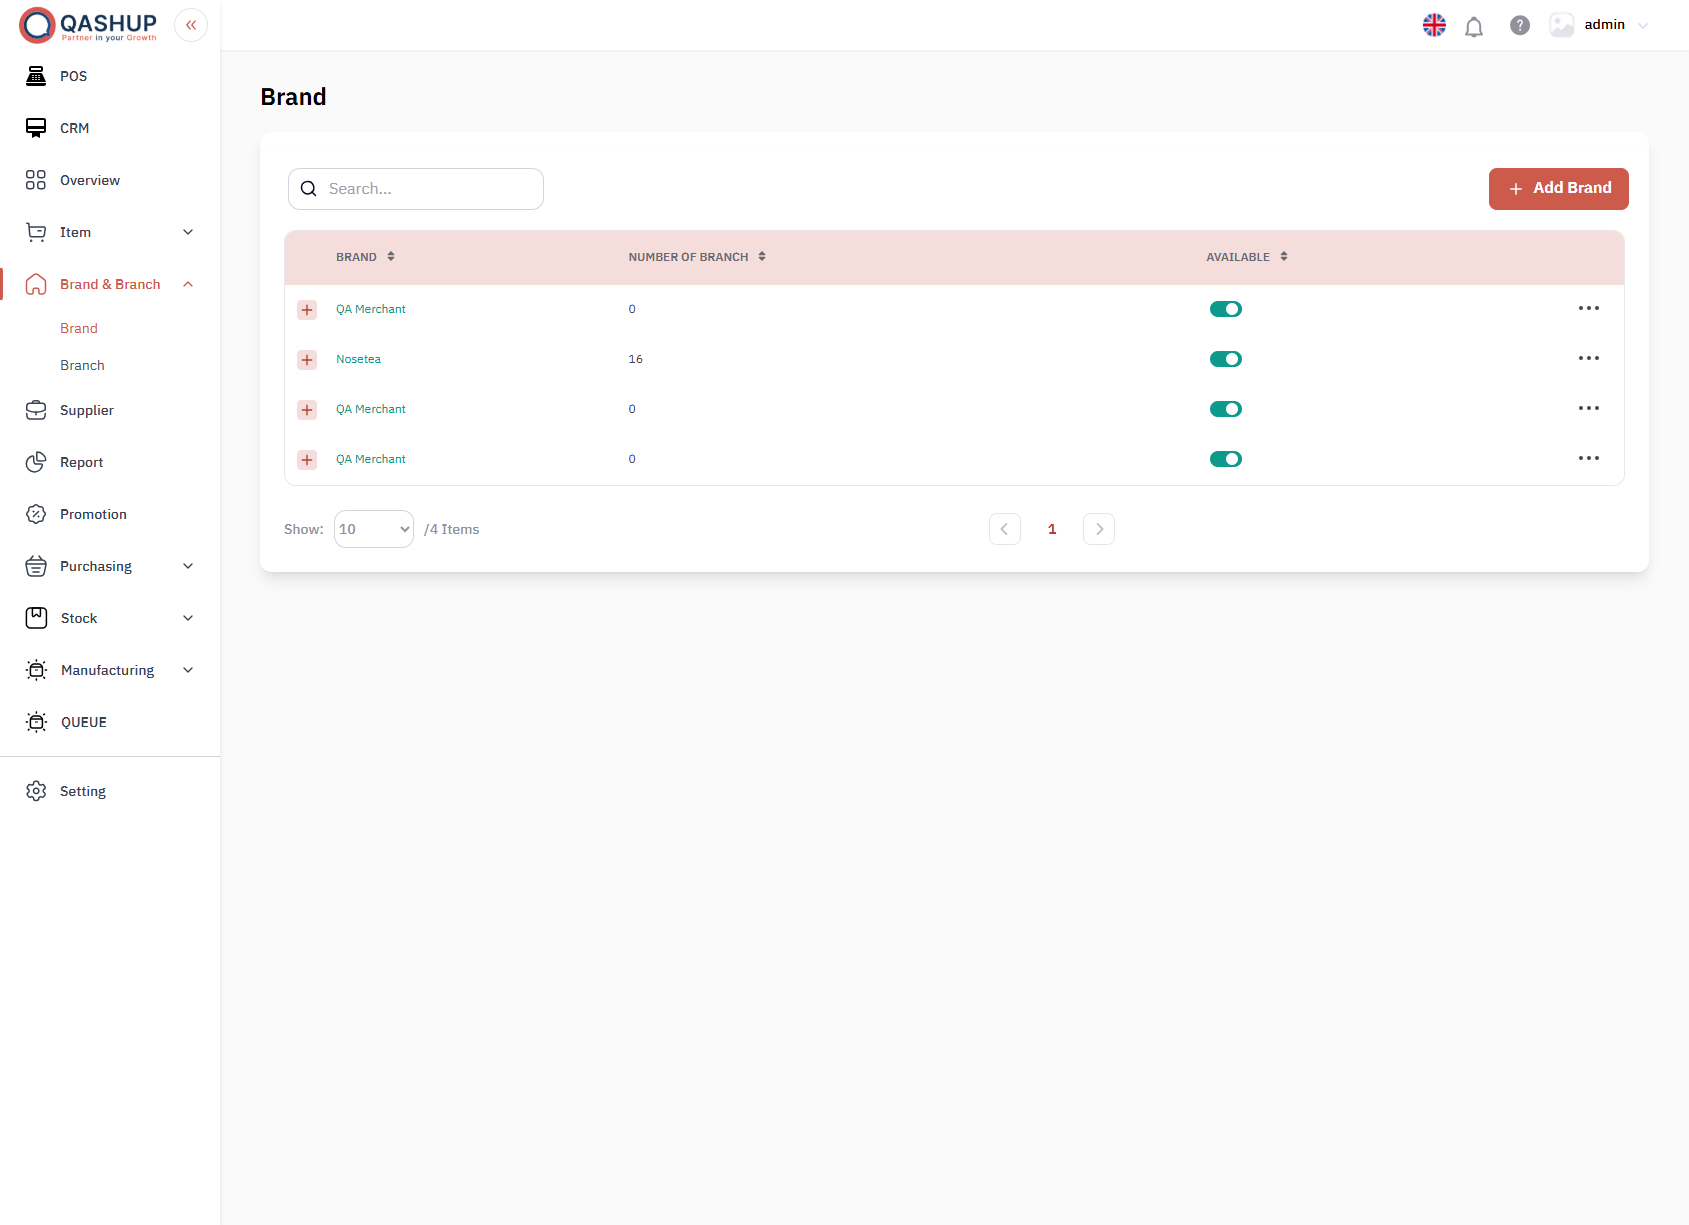 QASHUP
Partner in your Growth
admin
POS
CRM
Overview
Item
Brand & Branch
Brand
Branch
Supplier
Report
Promotion
Purchasing
Stock
Manufacturing
QUEUE
Setting
Brand
Search...
+ Add Brand
BRAND NUMBER OF BRANCH AVAILABLE
QA Merchant 0
Nosetea 16
QA Merchant 0
QA Merchant 0
Show: 10 /4 Items
1